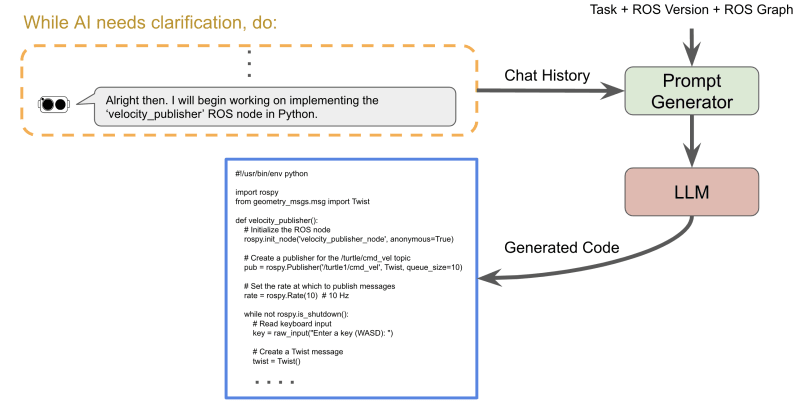 While AI needs clarification, do:
Task + ROS Version + ROS Graph
Alright then. I will begin working on implementing the
‘velocity_publisher’ ROS node in Python.
Chat History
Prompt
Generator
LLM
Generated Code
#!/usr/bin/env python
import rospy
from geometry_msgs.msg import Twist
def velocity_publisher():
# Initialize the ROS node
rospy.init_node('velocity_publisher_node', anonymous=True)
# Create a publisher for the /turtle/cmd_vel topic
pub = rospy.Publisher('/turtle1/cmd_vel', Twist, queue_size=10)
# Set the rate at which to publish messages
rate = rospy.Rate(10)  # 10 Hz
while not rospy.is_shutdown():
# Read keyboard input
key = raw_input("Enter a key (WASD): ")
# Create a Twist message
twist = Twist()